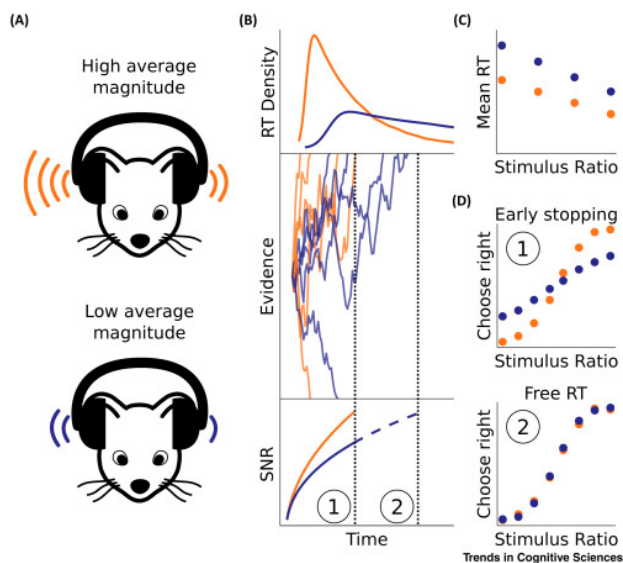 (A)
High average
magnitude
Low average
magnitude
(B)
RT Density
Evidence
SNR
1
2
Time
(C)
Mean RT
Stimulus Ratio
(D)
Early stopping
1
Choose right
Stimulus Ratio
Free RT
2
Choose right
Stimulus Ratio
Trends in Cognitive Sciences